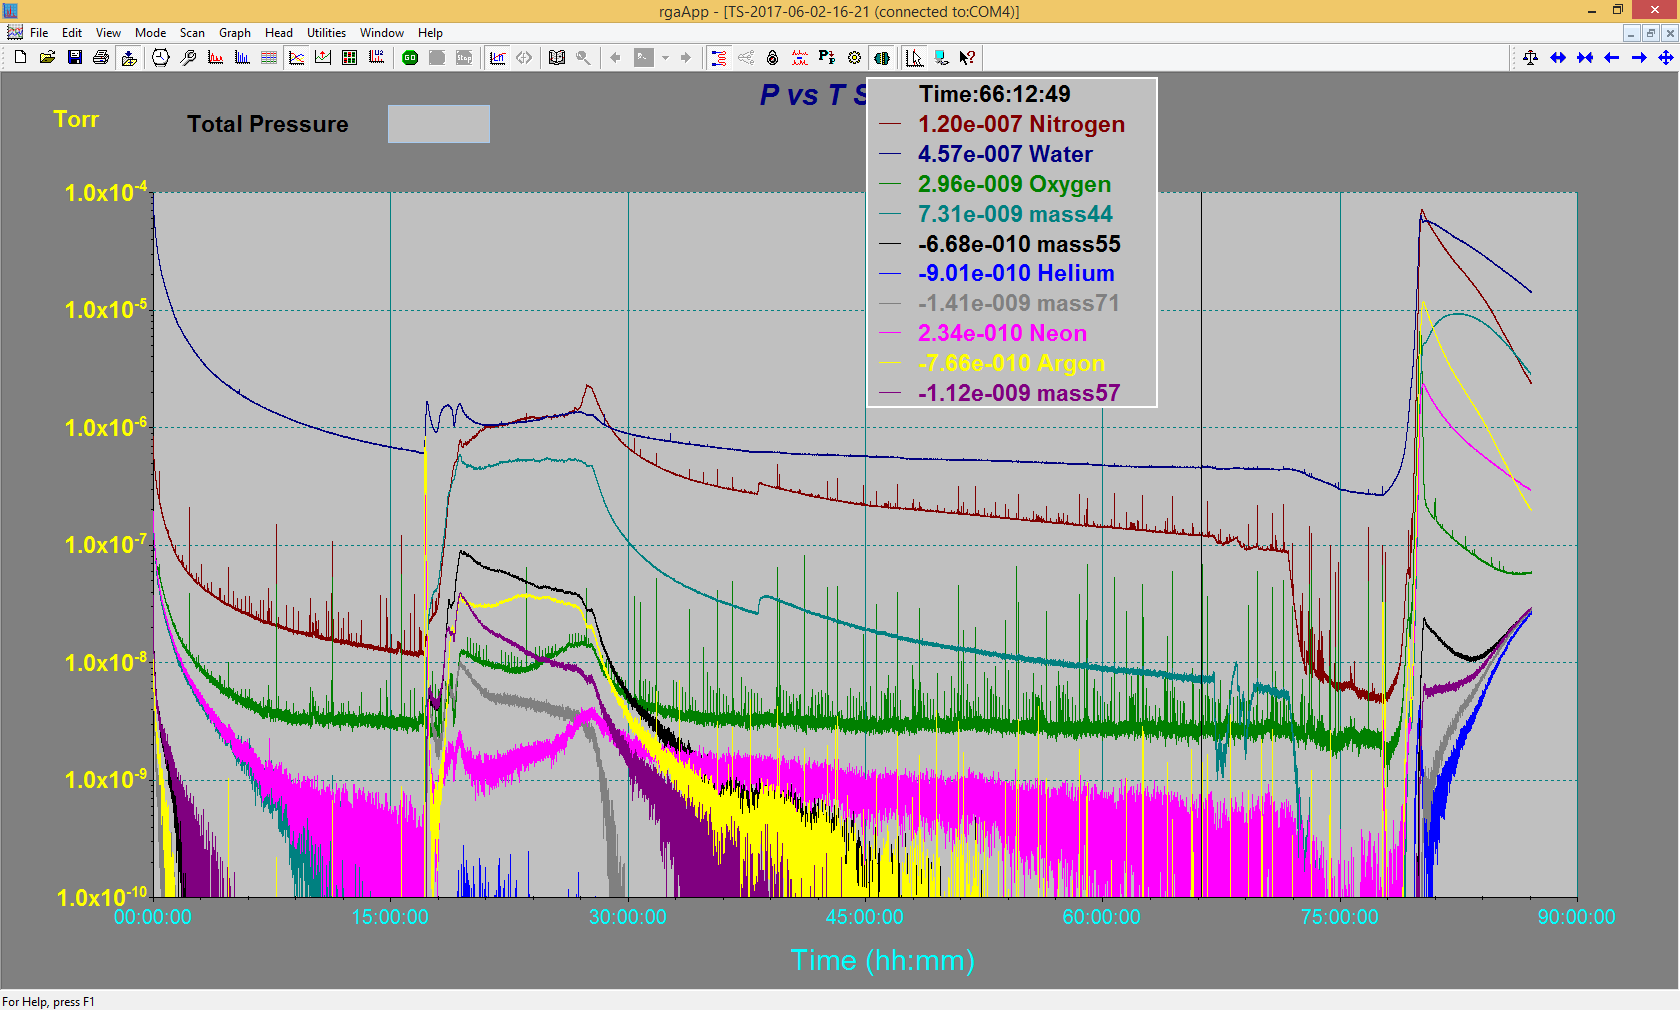 rgaApp - [TS-2017-06-02-16-21 (connected to:COM4)]
File Edit View Mode Scan Graph Head Utilities Window Help
GO Stop
P vs T S
Torr
Total Pressure
Time:66:12:49
1.20e-007 Nitrogen
4.57e-007 Water
2.96e-009 Oxygen
7.31e-009 mass44
-6.68e-010 mass55
-9.01e-010 Helium
-1.41e-009 mass71
2.34e-010 Neon
-7.66e-010 Argon
-1.12e-009 mass57
1.0x10-4
1.0x10-5
1.0x10-6
1.0x10-7
1.0x10-8
1.0x10-9
1.0x10-10
00:00:00 15:00:00 30:00:00 45:00:00 60:00:00 75:00:00 90:00:00
Time (hh:mm)
For Help, press F1